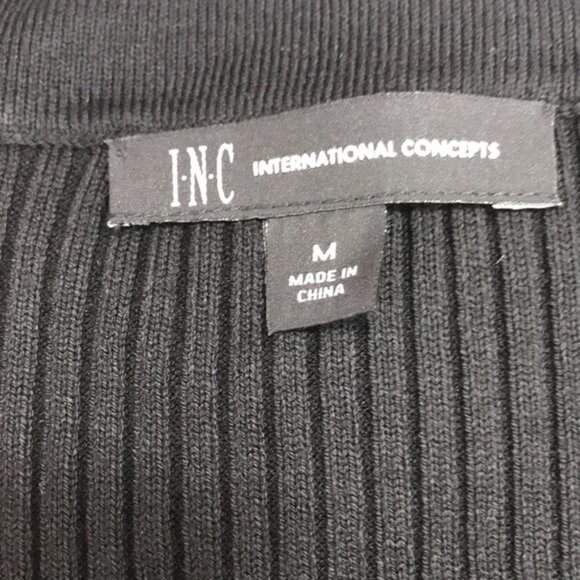 I·N·C INTERNATIONAL CONCEPTS
M
MADE IN
CHINA